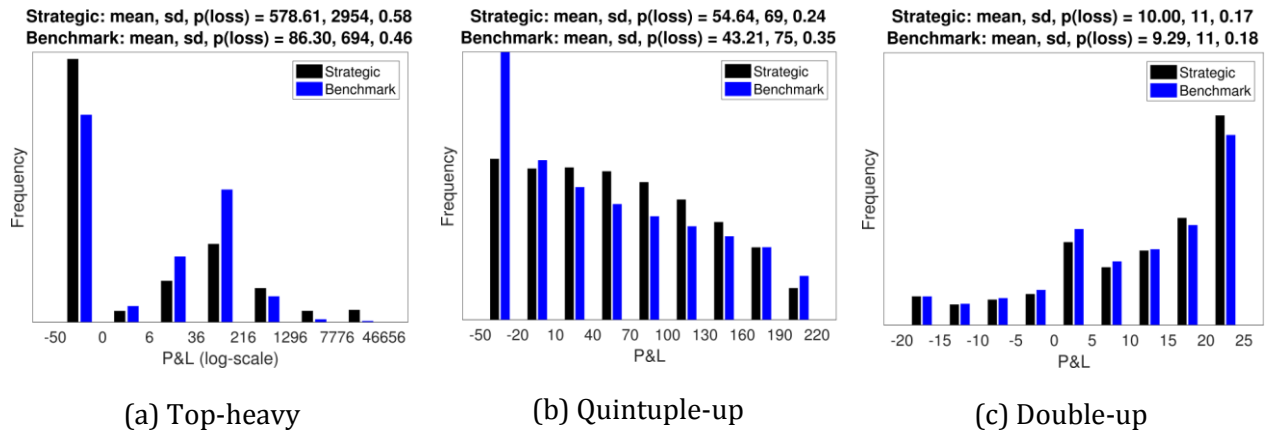 Strategic: mean, sd, p(loss) = 578.61, 2954, 0.58
Benchmark: mean, sd, p(loss) = 86.30, 694, 0.46
Strategic
Benchmark
Frequency
-50 0 6 36 216 1296 7776 46656
P&L (log-scale)
(a) Top-heavy
Strategic: mean, sd, p(loss) = 54.64, 69, 0.24
Benchmark: mean, sd, p(loss) = 43.21, 75, 0.35
Strategic
Benchmark
Frequency
-50 -20 10 40 70 100 130 160 190 220
P&L
(b) Quintuple-up
Strategic: mean, sd, p(loss) = 10.00, 11, 0.17
Benchmark: mean, sd, p(loss) = 9.29, 11, 0.18
Strategic
Benchmark
Frequency
-20 -15 -10 -5 0 5 10 15 20 25
P&L
(c) Double-up